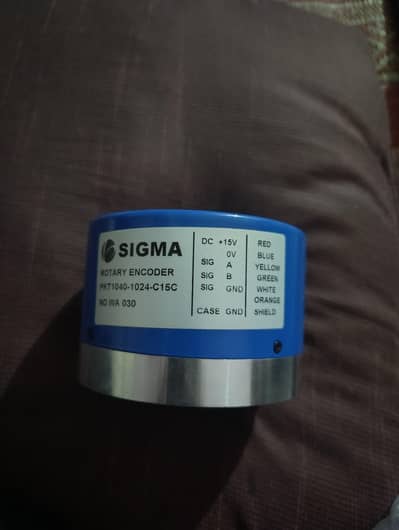 SIGMA
ROTARY ENCODER
PKT1040-1024-C15C
NO.WA 030
DC +15V RED
0V BLUE
SIG A YELLOW
SIG B GREEN
SIG GND WHITE
ORANGE
CASE GND SHIELD